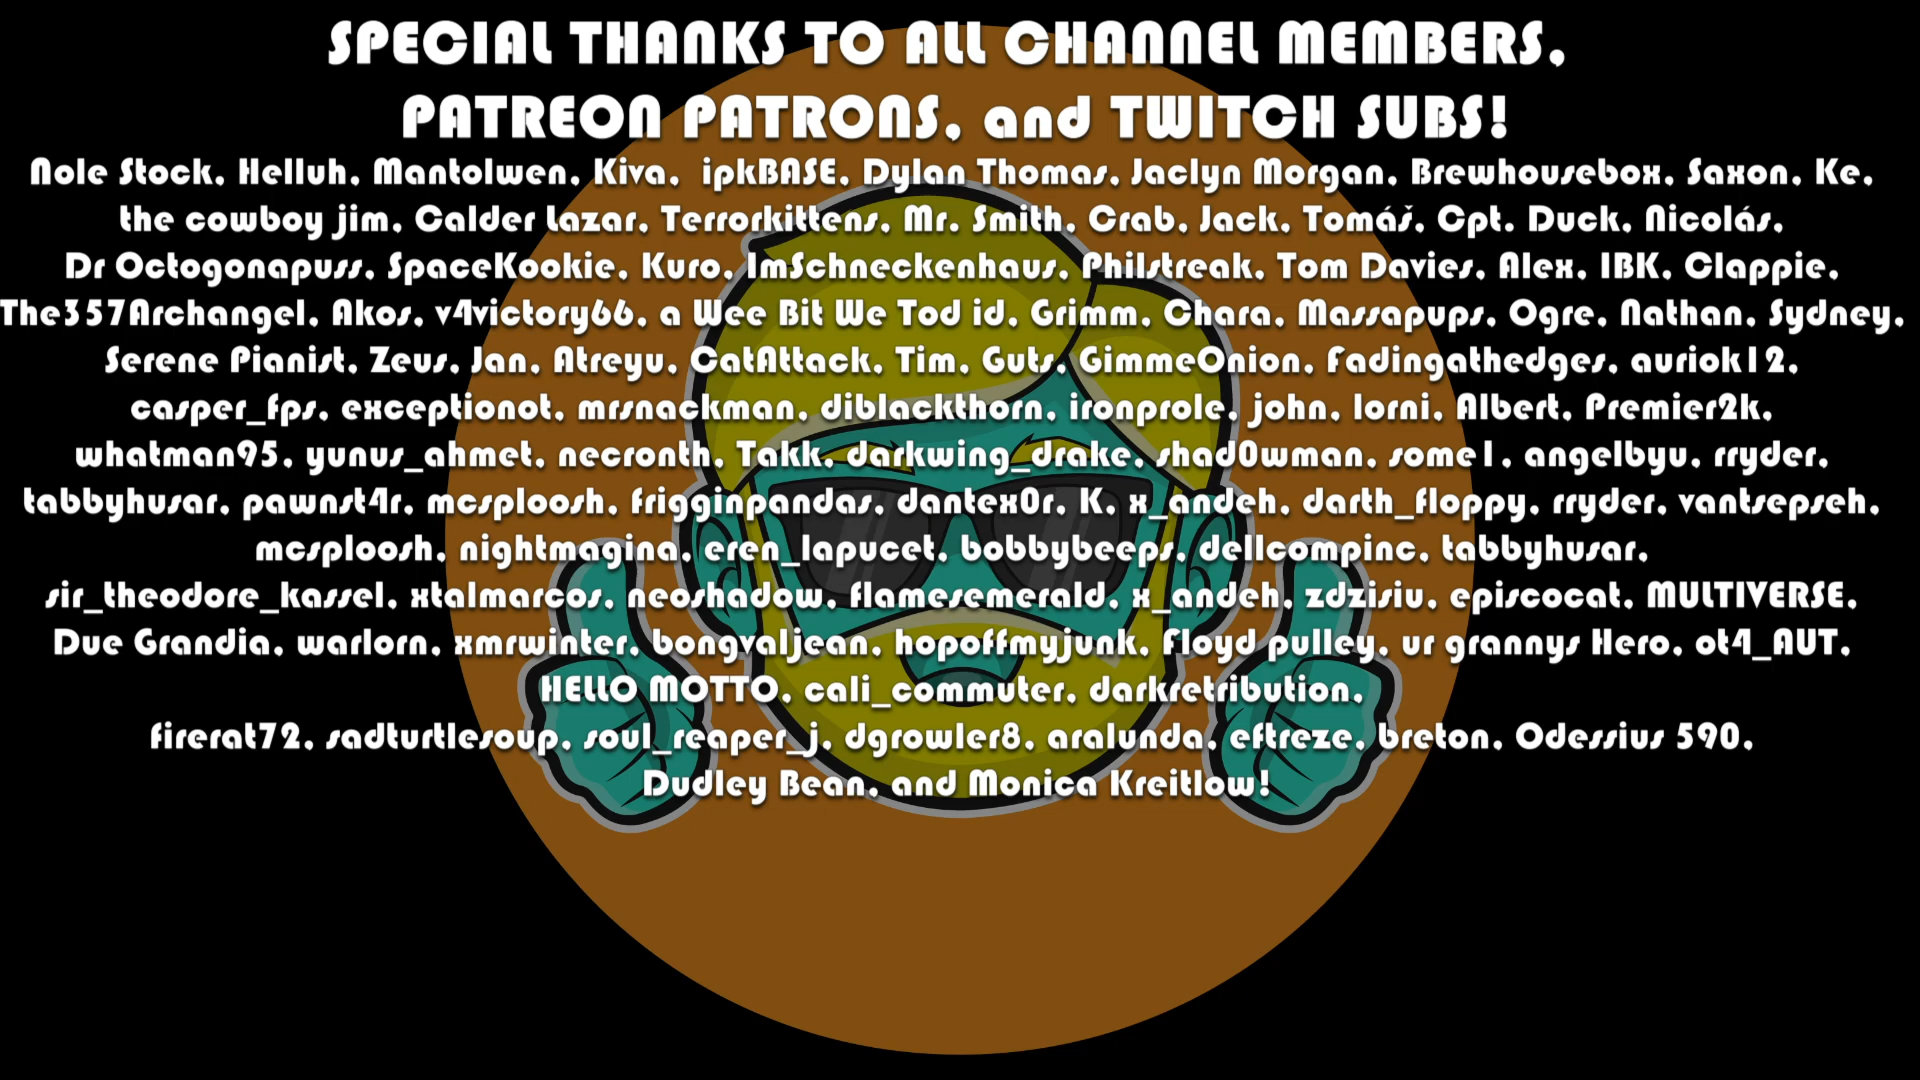 SPECIAL THANKS TO ALL CHANNEL MEMBERS,
PATREON PATRONS, and TWITCH SUBS!
Nole Stock, Helluh, Mantolwen, Kiva,  ipkBASE, Dylan Thomas, Jaclyn Morgan, Brewhousebox, Saxon, Ke,
the cowboy jim, Calder Lazar, Terrorkittens, Mr. Smith, Crab, Jack, Tomáš, Cpt. Duck, Nicolás,
Dr Octogonapuss, SpaceKookie, Kuro, ImSchneckenhaus, Philstreak, Tom Davies, Alex, IBK, Clappie,
The357Archangel, Akos, v4victory66, a Wee Bit We Tod id, Grimm, Chara, Massapups, Ogre, Nathan, Sydney,
Serene Pianist, Zeus, Jan, Atreyu, CatAttack, Tim, Guts, GimmeOnion, Fadingathedges, auriok12,
casper_fps, exceptionot, mrsnackman, diblackthorn, ironprole, john, lorni, Albert, Premier2k,
whatman95, yunus_ahmet, necronth, Takk, darkwing_drake, shad0wman, some1, angelbyu, rryder,
tabbyhusar, pawnst4r, mcsploosh, frigginpandas, dantex0r, K, x_andeh, darth_floppy, rryder, vantsepseh,
mcsploosh, nightmagina, eren_lapucet, bobbybeeps, dellcompinc, tabbyhusar,
sir_theodore_kassel, xtalmarcos, neoshadow, flamesemerald, x_andeh, zdzisiu, episcocat, MULTIVERSE,
Due Grandia, warlorn, xmrwinter, bongvaljean, hopoffmyjunk, Floyd pulley, ur grannys Hero, ot4_AUT,
HELLO MOTTO, cali_commuter, darkretribution,
firerat72, sadturtlesoup, soul_reaper_j, dgrowler8, aralunda, eftreze, breton, Odessius 590,
Dudley Bean, and Monica Kreitlow!